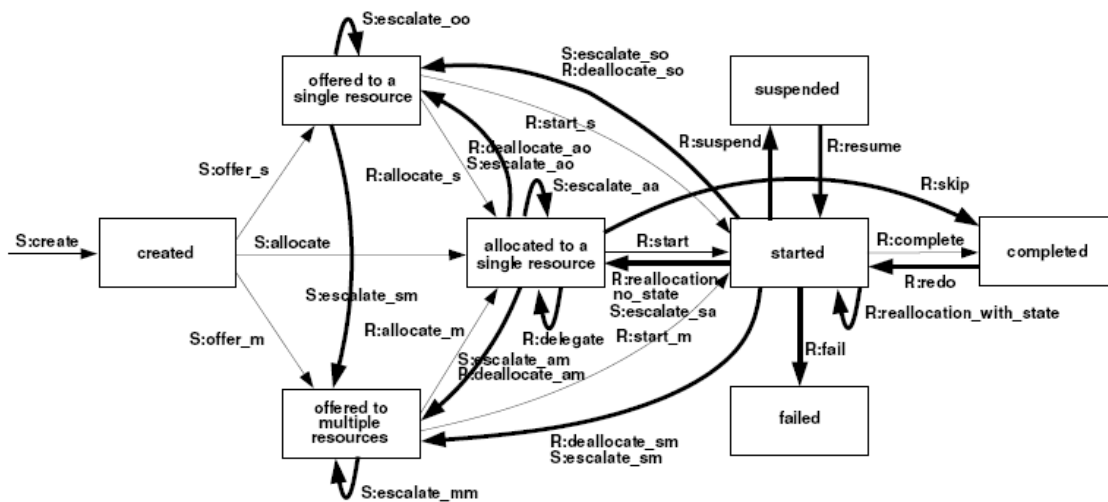 S:escalate_oo
offered to a
single resource
S:escalate_so
R:deallocate_so
suspended
R:start_s
R:suspend
R:resume
R:deallocate_ao
S:escalate_ao
S:offer_s
R:allocate_s
S:escalate_aa
R:skip
S:create
created
S:allocate
allocated to a
single resource
R:start
started
R:complete
completed
R:redo
R:reallocation_
no_state
S:escalate_sa
S:escalate_sm
R:reallocation_with_state
S:offer_m
R:allocate_m
R:delegate
R:start_m
R:fail
S:escalate_am
R:deallocate_am
offered to
multiple
resources
failed
R:deallocate_sm
S:escalate_sm
S:escalate_mm